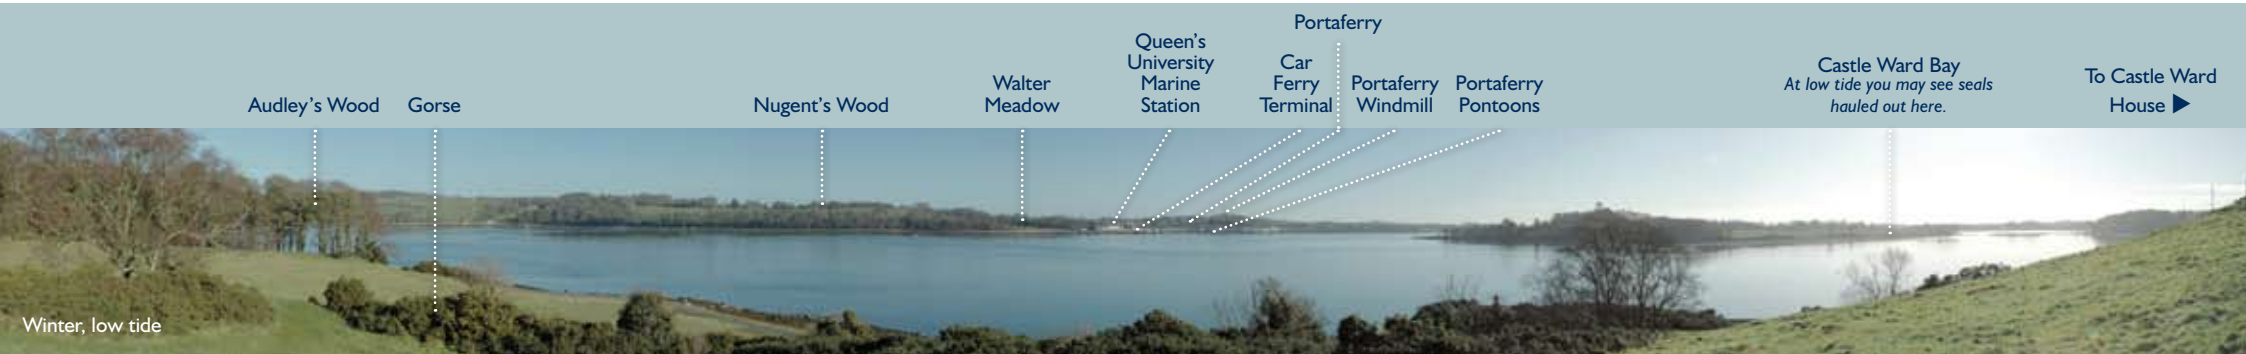 Audley's Wood
Gorse
Nugent's Wood
Walter
Meadow
Queen's
University
Marine
Station
Car
Ferry
Terminal
Portaferry
Portaferry
Windmill
Portaferry
Pontoons
Castle Ward Bay
At low tide you may see seals
hauled out here.
To Castle Ward
House ▶
Winter, low tide